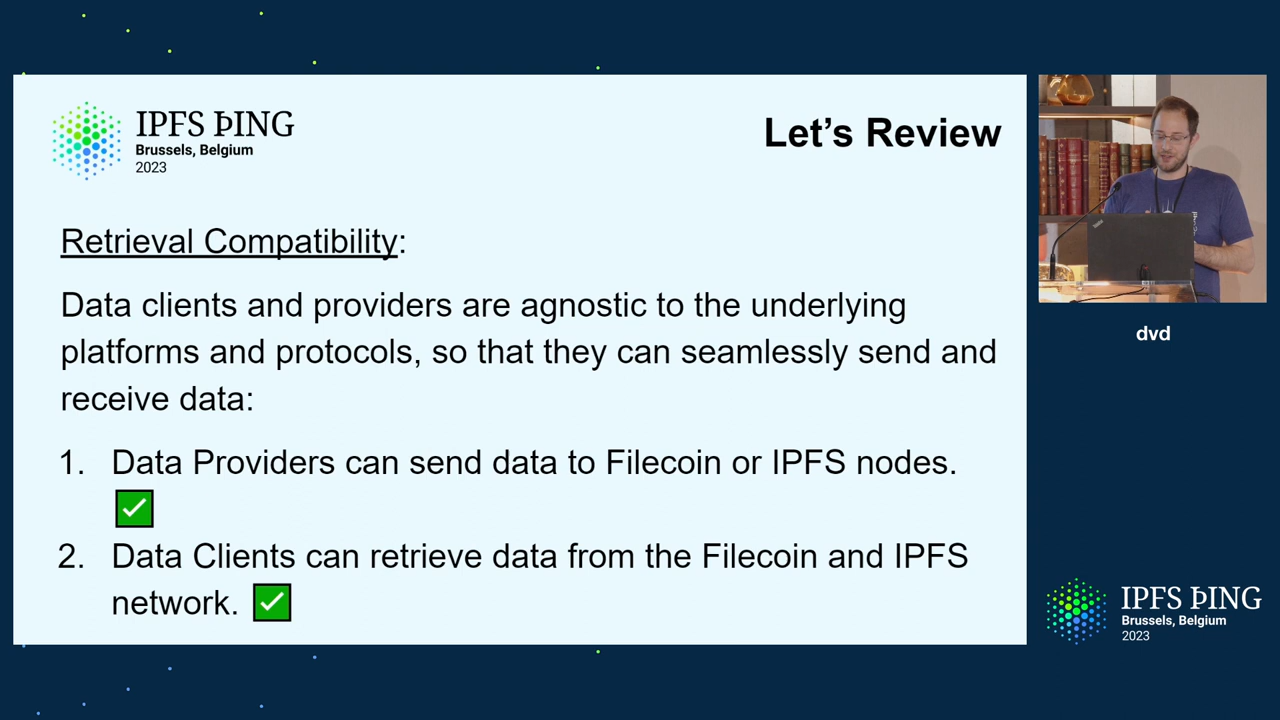 IPFS ÞING
Brussels, Belgium
2023
Let’s Review
Retrieval Compatibility:
Data clients and providers are agnostic to the underlying
platforms and protocols, so that they can seamlessly send and
receive data:
1. Data Providers can send data to Filecoin or IPFS nodes.
✅
2. Data Clients can retrieve data from the Filecoin and IPFS
network. ✅
dvd
IPFS ÞING
Brussels, Belgium
2023